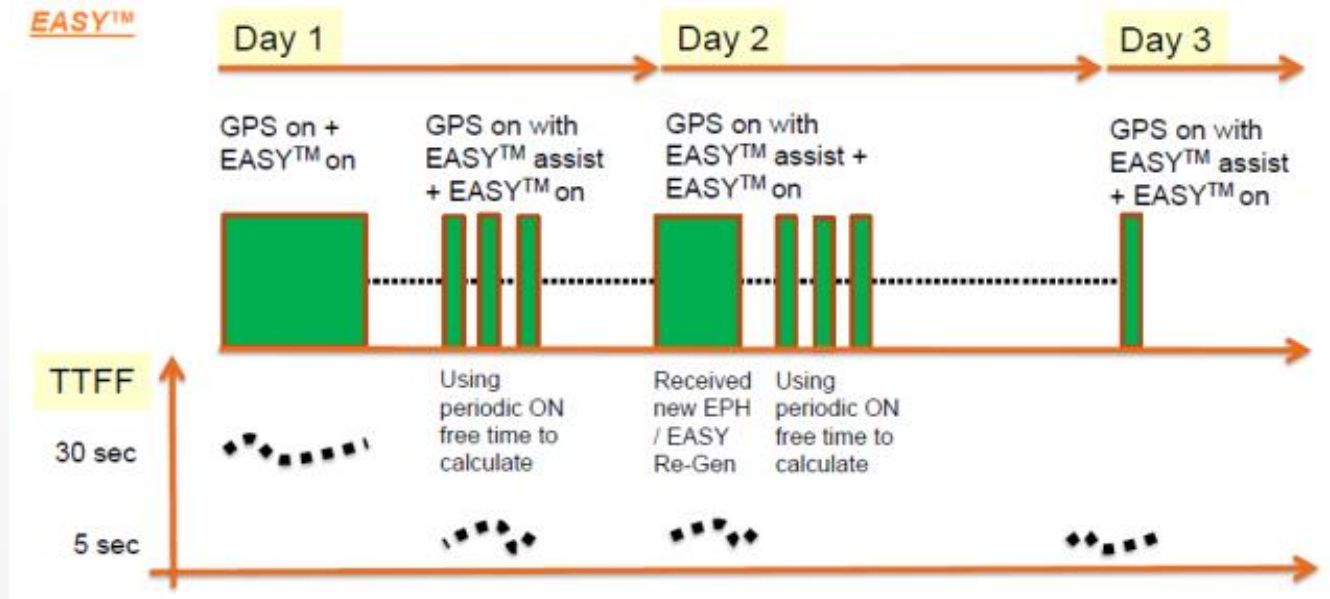 EASY™
Day 1
Day 2
Day 3
GPS on +
EASY™ on
GPS on with
EASY™ assist
+ EASY™ on
GPS on with
EASY™ assist +
EASY™ on
GPS on with
EASY™ assist
+ EASY™ on
TTFF
Using
periodic ON
free time to
calculate
Received
new EPH
/ EASY
Re-Gen
Using
periodic ON
free time to
calculate
30 sec
5 sec